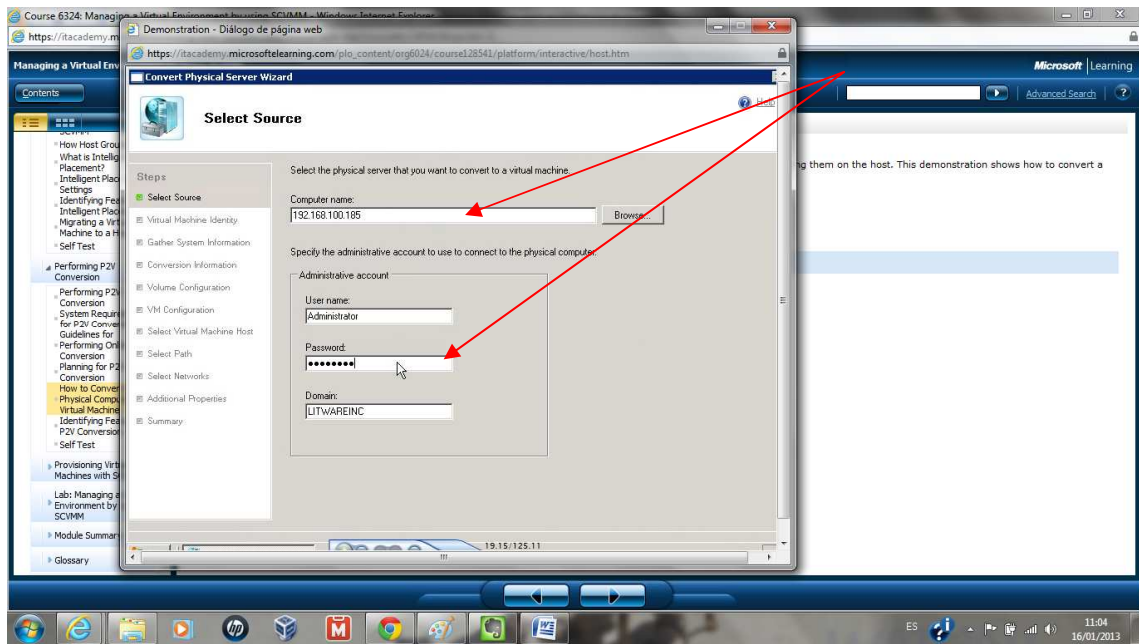 Course 6324: Managing a Virtual Environment by using SCVMM - Windows Internet Explorer
https://itacademy.m
Managing a Virtual Env
Contents
SCVMM
How Host Grou
What is Intellig
Placement?
Intelligent Plac
Settings
Identifying Fea
Intelligent Plac
Migrating a Virt
Machine to a H
Self Test
Performing P2V
Conversion
Performing P2V
Conversion
System Require
for P2V Conver
Guidelines for
Performing Onli
Conversion
Planning for P2
Conversion
How to Conver
Physical Compu
Virtual Machine
Identifying Fea
P2V Conversion
Self Test
Provisioning Virtu
Machines with S
Lab: Managing a
Environment by
SCVMM
Module Summar
Glossary
Demonstration - Diálogo de página web
https://itacademy.microsoftelearning.com/plo_content/org6024/course128541/platform/interactive/host.htm
Convert Physical Server Wizard
Select Source
Help
Steps
Select Source
Virtual Machine Identity
Gather System Information
Conversion Information
Volume Configuration
VM Configuration
Select Virtual Machine Host
Select Path
Select Networks
Additional Properties
Summary
Select the physical server that you want to convert to a virtual machine.
Computer name:
192.168.100.185
Browse...
Specify the administrative account to use to connect to the physical computer.
Administrative account
User name:
Administrator
Password:
••••••••
Domain:
LITWAREINC
19.15/125.11
Microsoft Learning
Advanced Search
ng them on the host. This demonstration shows how to convert a
ES
11:04
16/01/2013